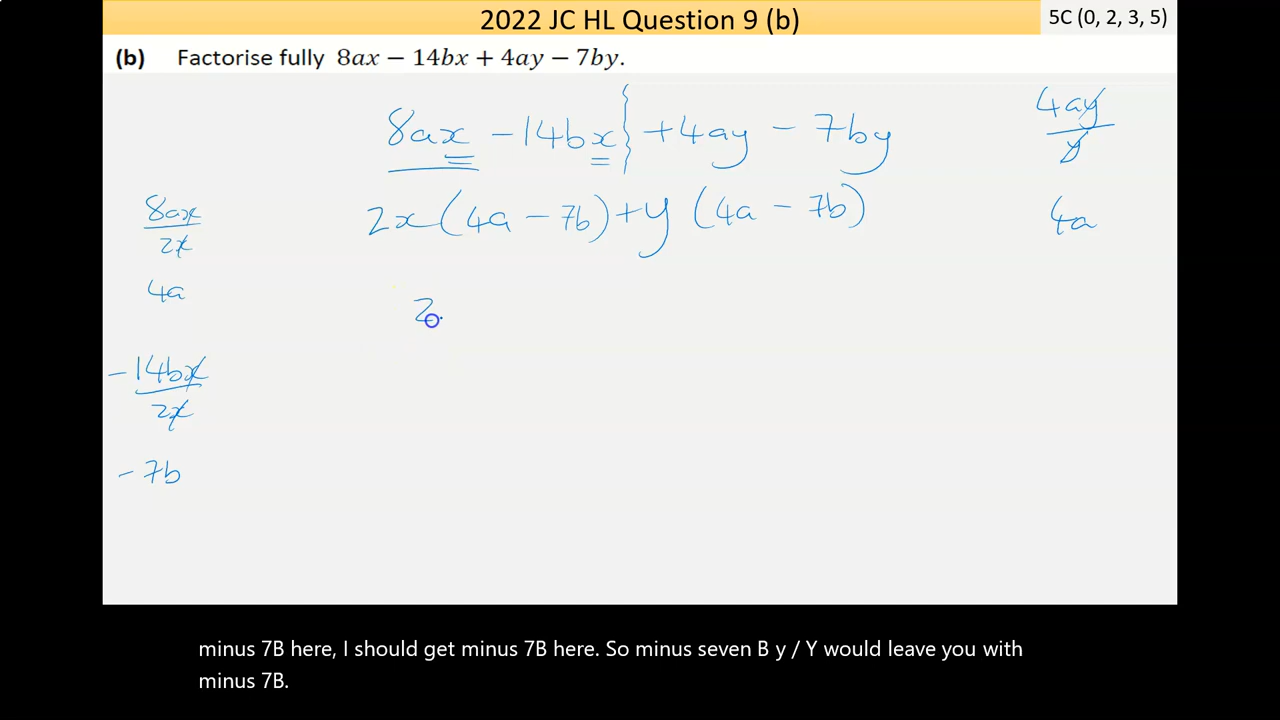 2022 JC HL Question 9 (b)
5C (0, 2, 3, 5)
(b) Factorise fully 8ax − 14bx + 4ay − 7by.
8ax − 14bx } + 4ay − 7by
4ay
y
2x (4a − 7b) + y (4a − 7b)
4a
8ax
2x
4a
2
−14bx
2x
−7b
minus 7B here, I should get minus 7B here. So minus seven B y / Y would leave you with
minus 7B.